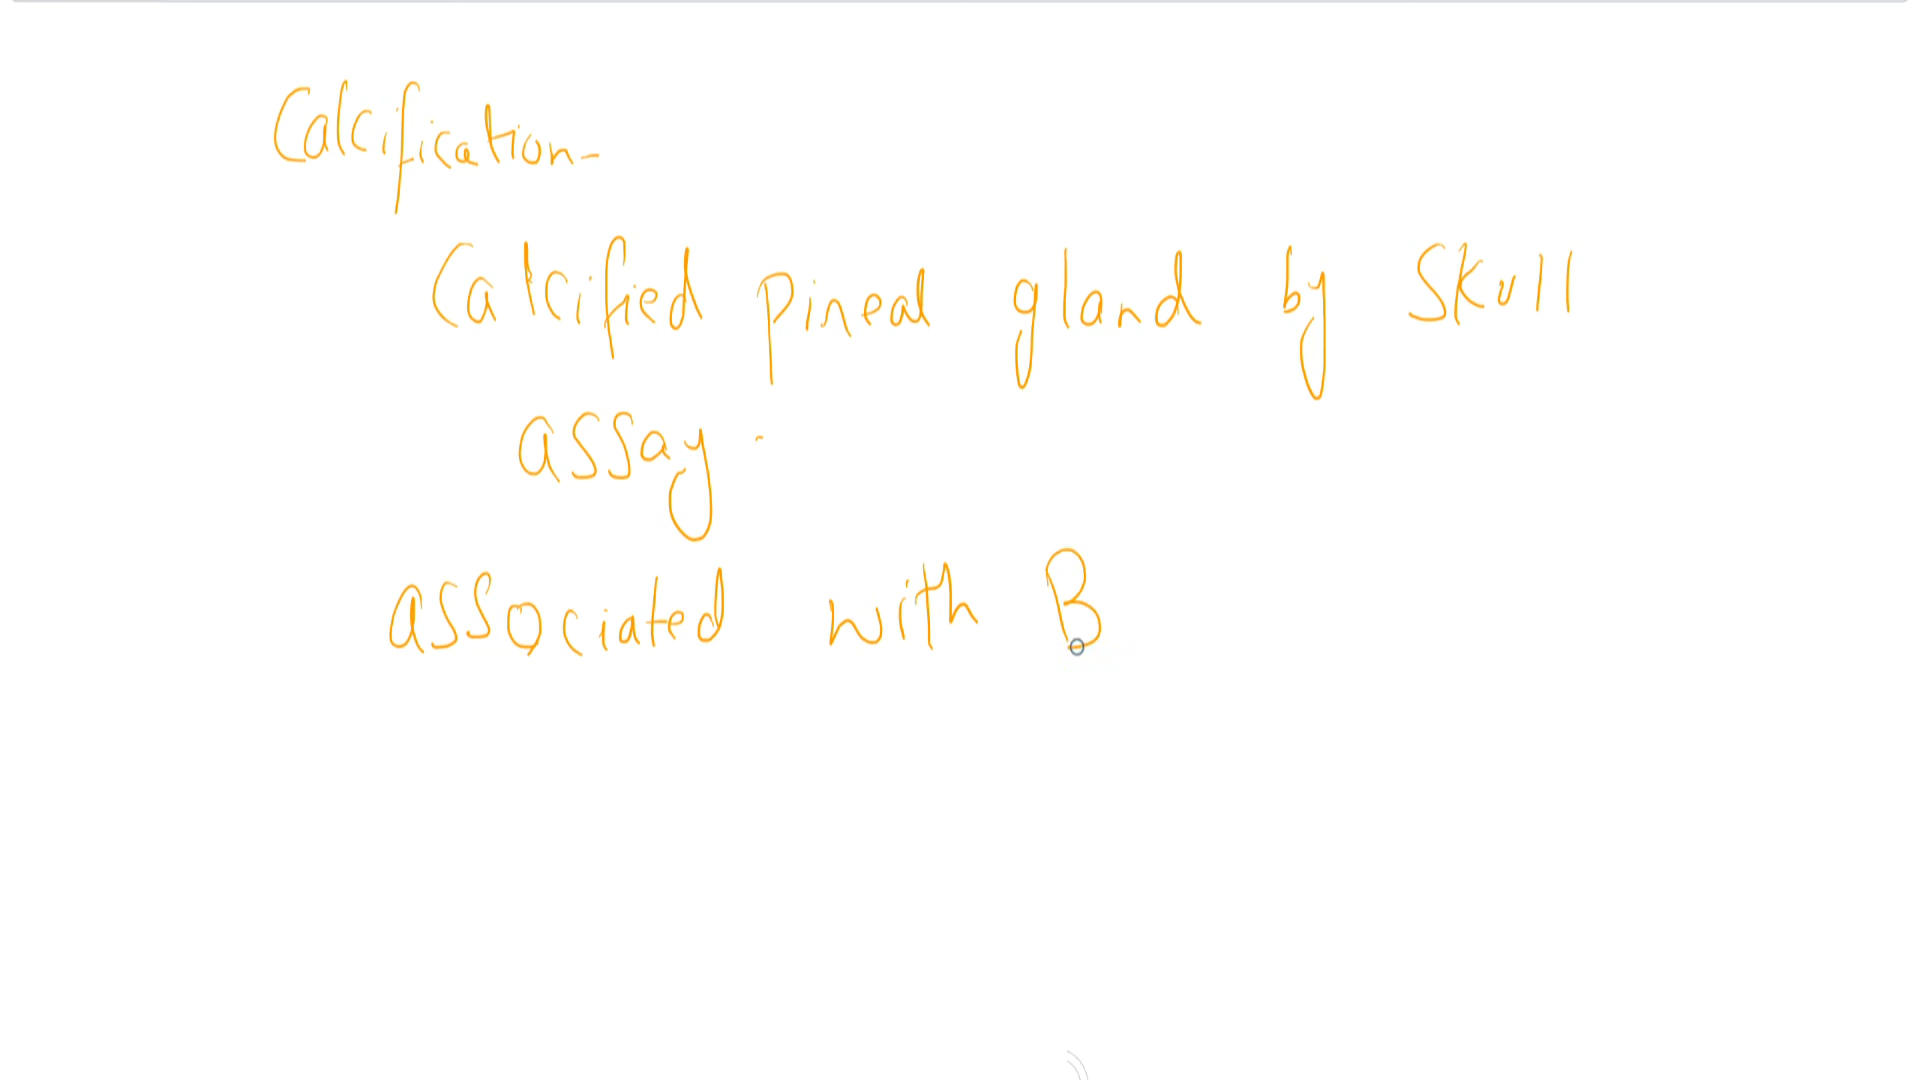 Calcification-
Calcified pineal gland by Skull
assay.
associated with B